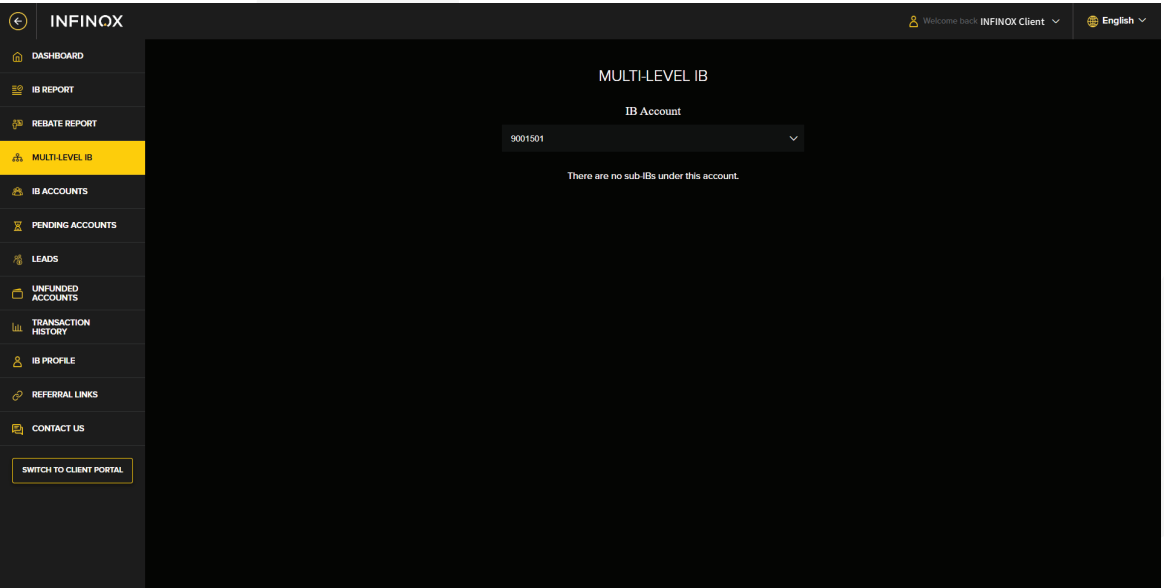 INFINOX
Welcome back INFINOX Client
English
DASHBOARD
IB REPORT
REBATE REPORT
MULTI-LEVEL IB
IB ACCOUNTS
PENDING ACCOUNTS
LEADS
UNFUNDED
ACCOUNTS
TRANSACTION
HISTORY
IB PROFILE
REFERRAL LINKS
CONTACT US
SWITCH TO CLIENT PORTAL
MULTI-LEVEL IB
IB Account
9001501
There are no sub-IBs under this account.